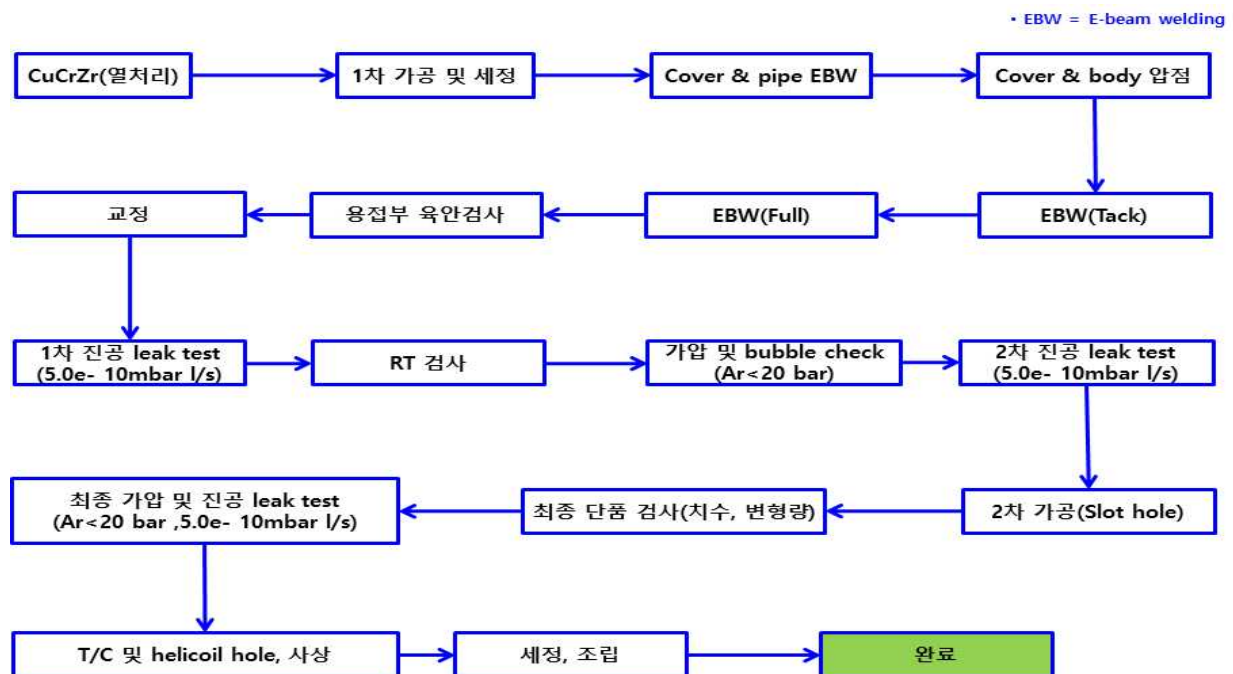 • EBW = E-beam welding
CuCrZr(열처리)
1차 가공 및 세정
Cover & pipe EBW
Cover & body 압점
EBW(Tack)
EBW(Full)
용접부 육안검사
교정
1차 진공 leak test
(5.0e- 10mbar l/s)
RT 검사
가압 및 bubble check
(Ar<20 bar)
2차 진공 leak test
(5.0e- 10mbar l/s)
2차 가공(Slot hole)
최종 단품 검사(치수, 변형량)
최종 가압 및 진공 leak test
(Ar<20 bar ,5.0e- 10mbar l/s)
T/C 및 helicoil hole, 사상
세정, 조립
완료